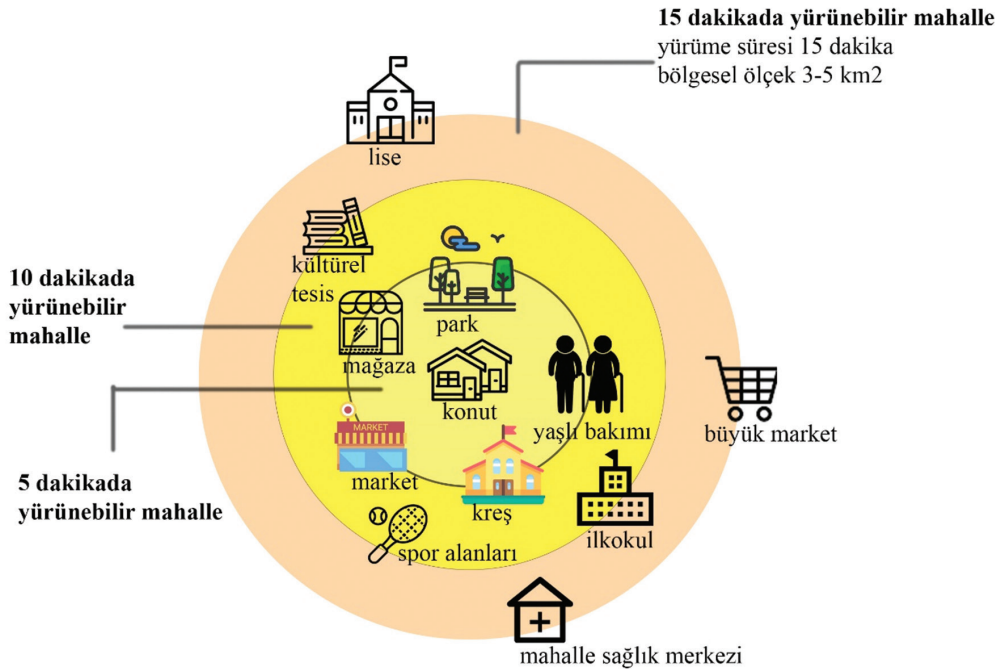 15 dakikada yürünebilir mahalle
yürüme süresi 15 dakika
bölgesel ölçek 3-5 km2
lise
kültürel
tesis
10 dakikada
yürünebilir
mahalle
park
mağaza
konut
yaşlı bakımı
büyük market
MARKET
market
5 dakikada
yürünebilir mahalle
kreş
ilkokul
spor alanları
mahalle sağlık merkezi